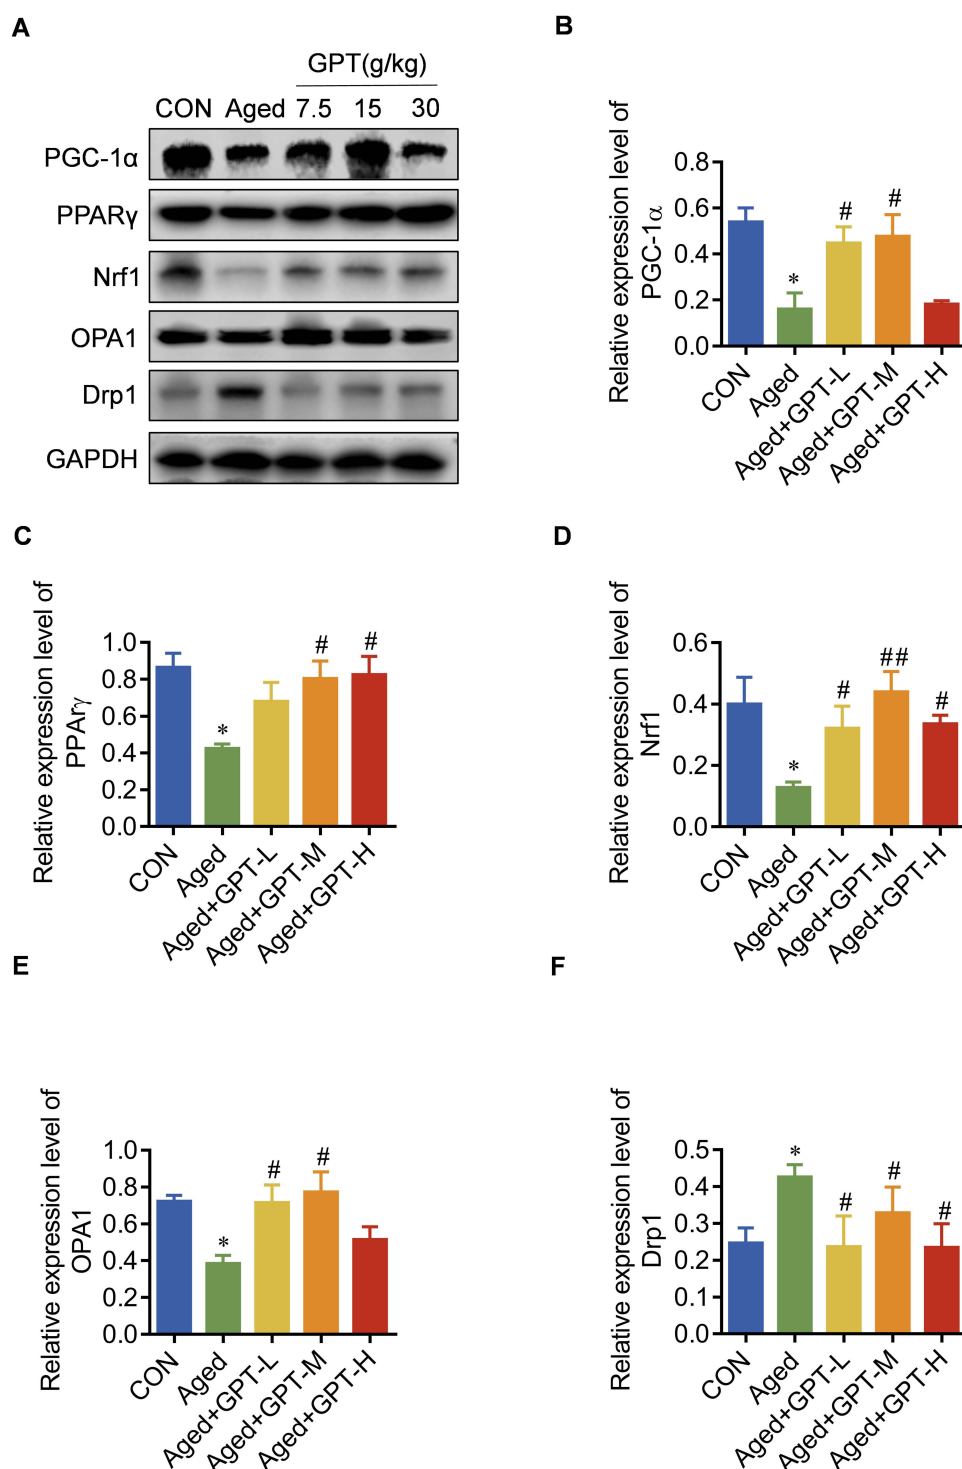 A
GPT(g/kg)
CON Aged 7.5 15 30
PGC-1α
PPARγ
Nrf1
OPA1
Drp1
GAPDH
B
Relative expression level of
PGC-1α
0.8
0.6
0.4
0.2
0.0
*
#
#
CON
Aged
Aged+GPT-L
Aged+GPT-M
Aged+GPT-H
C
Relative expression level of
PPArγ
1.0
0.8
0.6
0.4
0.2
0.0
*
#
#
CON
Aged
Aged+GPT-L
Aged+GPT-M
Aged+GPT-H
D
Relative expression level of
Nrf1
0.6
0.4
0.2
0.0
*
#
##
#
CON
Aged
Aged+GPT-L
Aged+GPT-M
Aged+GPT-H
E
Relative expression level of
OPA1
1.0
0.8
0.6
0.4
0.2
0.0
*
#
#
CON
Aged
Aged+GPT-L
Aged+GPT-M
Aged+GPT-H
F
Relative expression level of
Drp1
0.5
0.4
0.3
0.2
0.1
0.0
*
#
#
#
CON
Aged
Aged+GPT-L
Aged+GPT-M
Aged+GPT-H